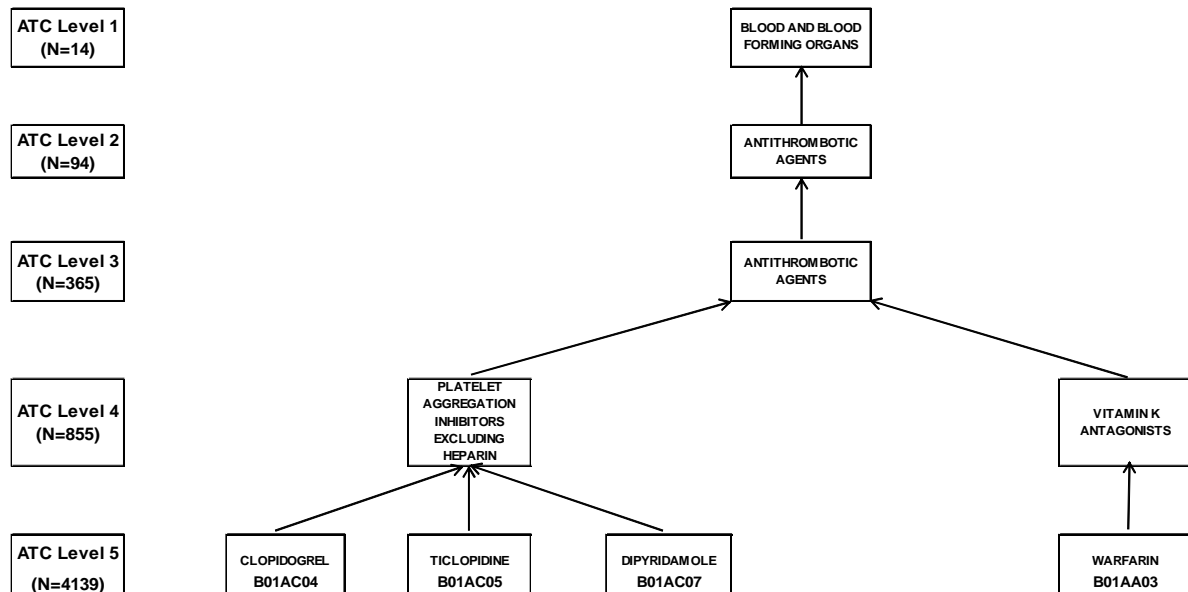 ATC Level 1
(N=14)
BLOOD AND BLOOD
FORMING ORGANS
ATC Level 2
(N=94)
ANTITHROMBOTIC
AGENTS
ATC Level 3
(N=365)
ANTITHROMBOTIC
AGENTS
ATC Level 4
(N=855)
PLATELET
AGGREGATION
INHIBITORS
EXCLUDING
HEPARIN
VITAMIN K
ANTAGONISTS
ATC Level 5
(N=4139)
CLOPIDOGREL
B01AC04
TICLOPIDINE
B01AC05
DIPYRIDAMOLE
B01AC07
WARFARIN
B01AA03